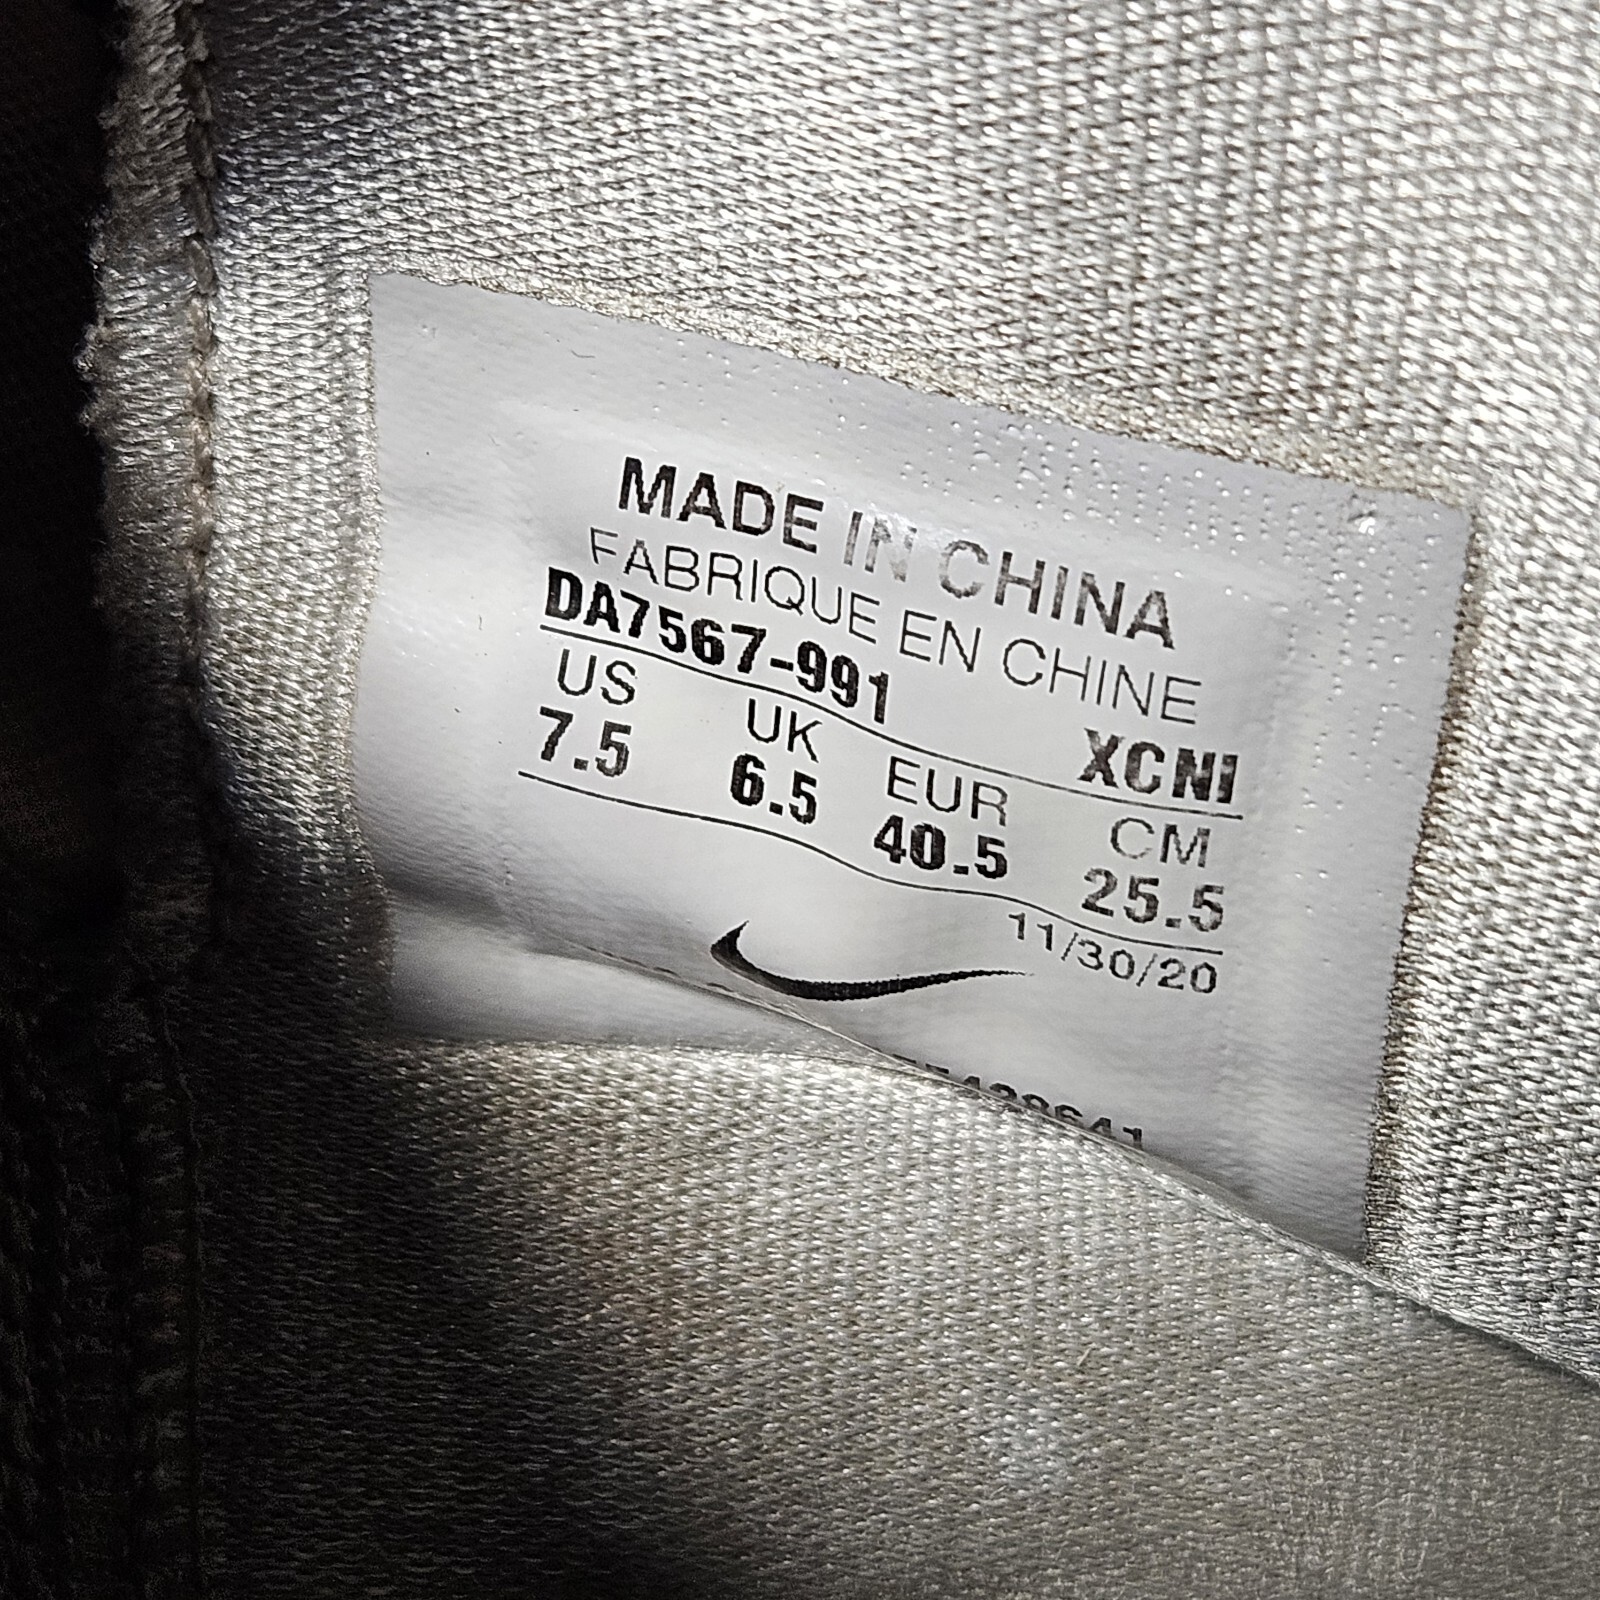 MADE IN CHINA
FABRIQUE EN CHINE
DA7567-991 XCNI
US UK EUR CM
7.5 6.5 40.5 25.5
11/30/20